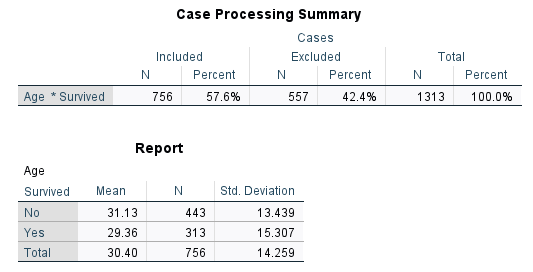 Case Processing Summary
Cases
Included Excluded Total
N Percent N Percent N Percent
Age * Survived 756 57.6% 557 42.4% 1313 100.0%
Report
Age
Survived Mean N Std. Deviation
No 31.13 443 13.439
Yes 29.36 313 15.307
Total 30.40 756 14.259